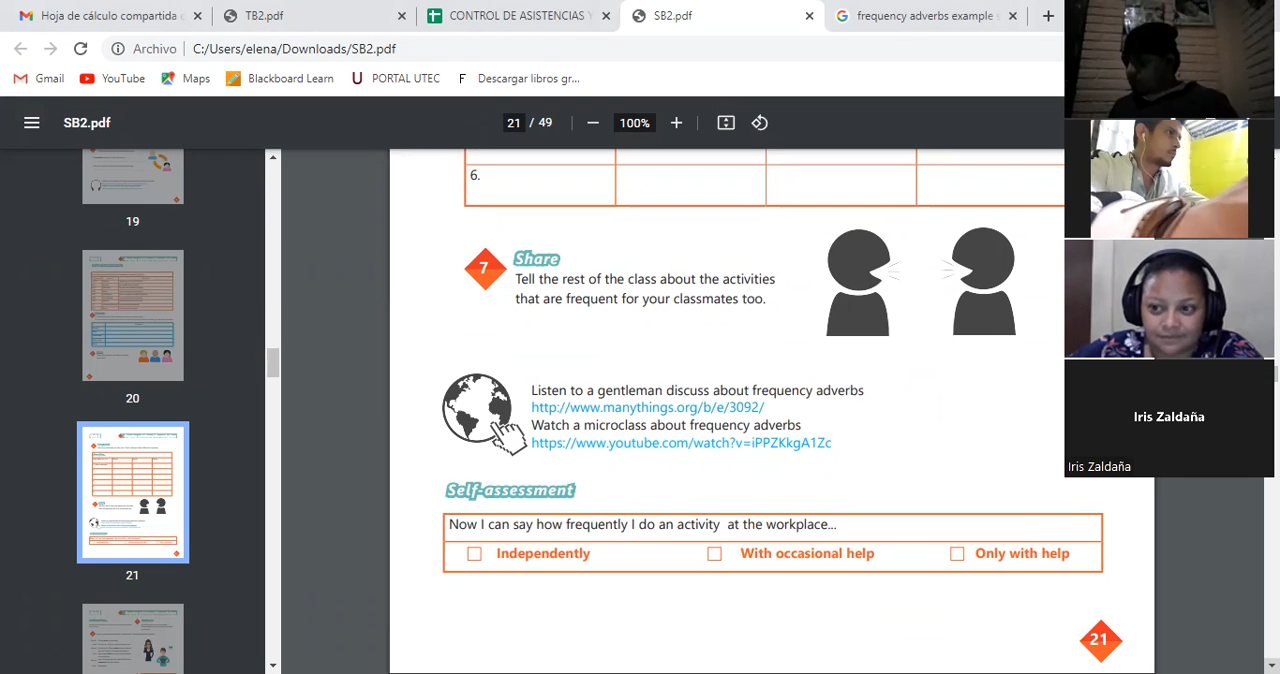 Hoja de cálculo compartida
TB2.pdf
CONTROL DE ASISTENCIAS Y
SB2.pdf
frequency adverbs example
Archivo
C:/Users/elena/Downloads/SB2.pdf
Gmail
YouTube
Maps
Blackboard Learn
PORTAL UTEC
Descargar libros gr...
SB2.pdf
21 / 49
100%
19
20
21
6.
7
Share
Tell the rest of the class about the activities
that are frequent for your classmates too.
Listen to a gentleman discuss about frequency adverbs
http://www.manythings.org/b/e/3092/
Watch a microclass about frequency adverbs
https://www.youtube.com/watch?v=iPPZKkgA1Zc
Self-assessment
Now I can say how frequently I do an activity at the workplace...
Independently
With occasional help
Only with help
21
Iris Zaldaña
Iris Zaldaña